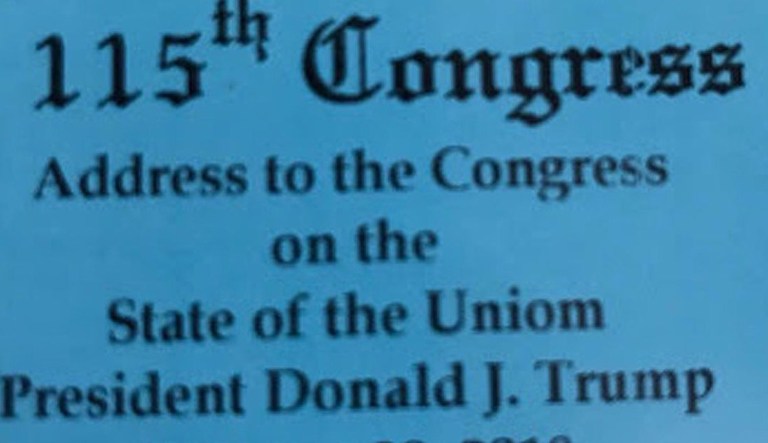 115th Congress
Address to the Congress
on the
State of the Uniom
President Donald J. Trump